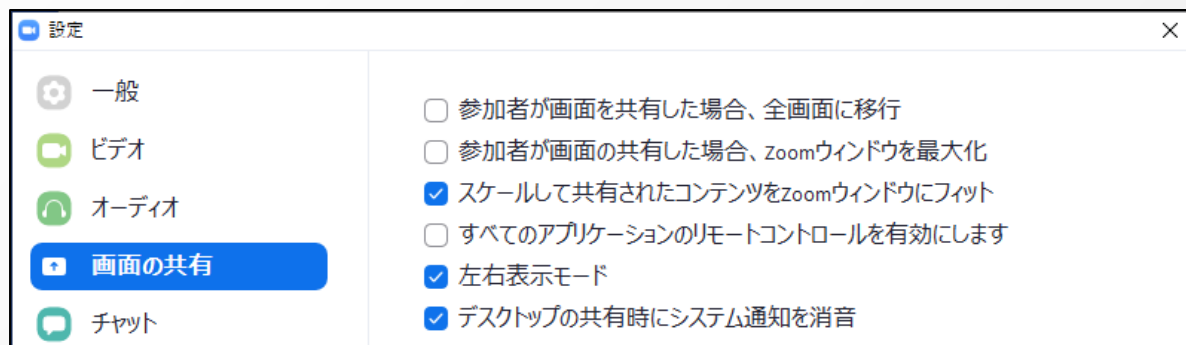 設定
一般
ビデオ
オーディオ
画面の共有
チャット
参加者が画面を共有した場合、全画面に移行
参加者が画面の共有した場合、Zoomウィンドウを最大化
スケールして共有されたコンテンツをZoomウィンドウにフィット
すべてのアプリケーションのリモートコントロールを有効にします
左右表示モード
デスクトップの共有時にシステム通知を消音